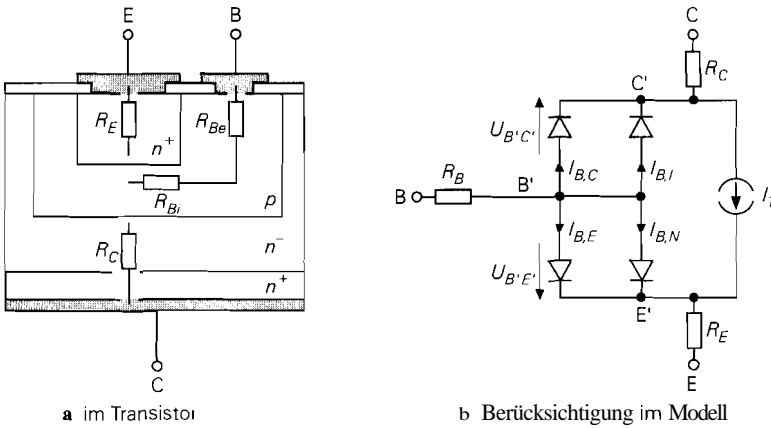 E
B
R_E
R_Be
n⁺
R_Bi
p
R_C
n⁻
n⁺
C
a im Transistor
C
R_C
C'
U_B'C'
I_B,C
I_B,I
R_B
B
B'
I_B,E
I_B,N
U_B'E'
E'
R_E
E
b Berücksichtigung im Modell